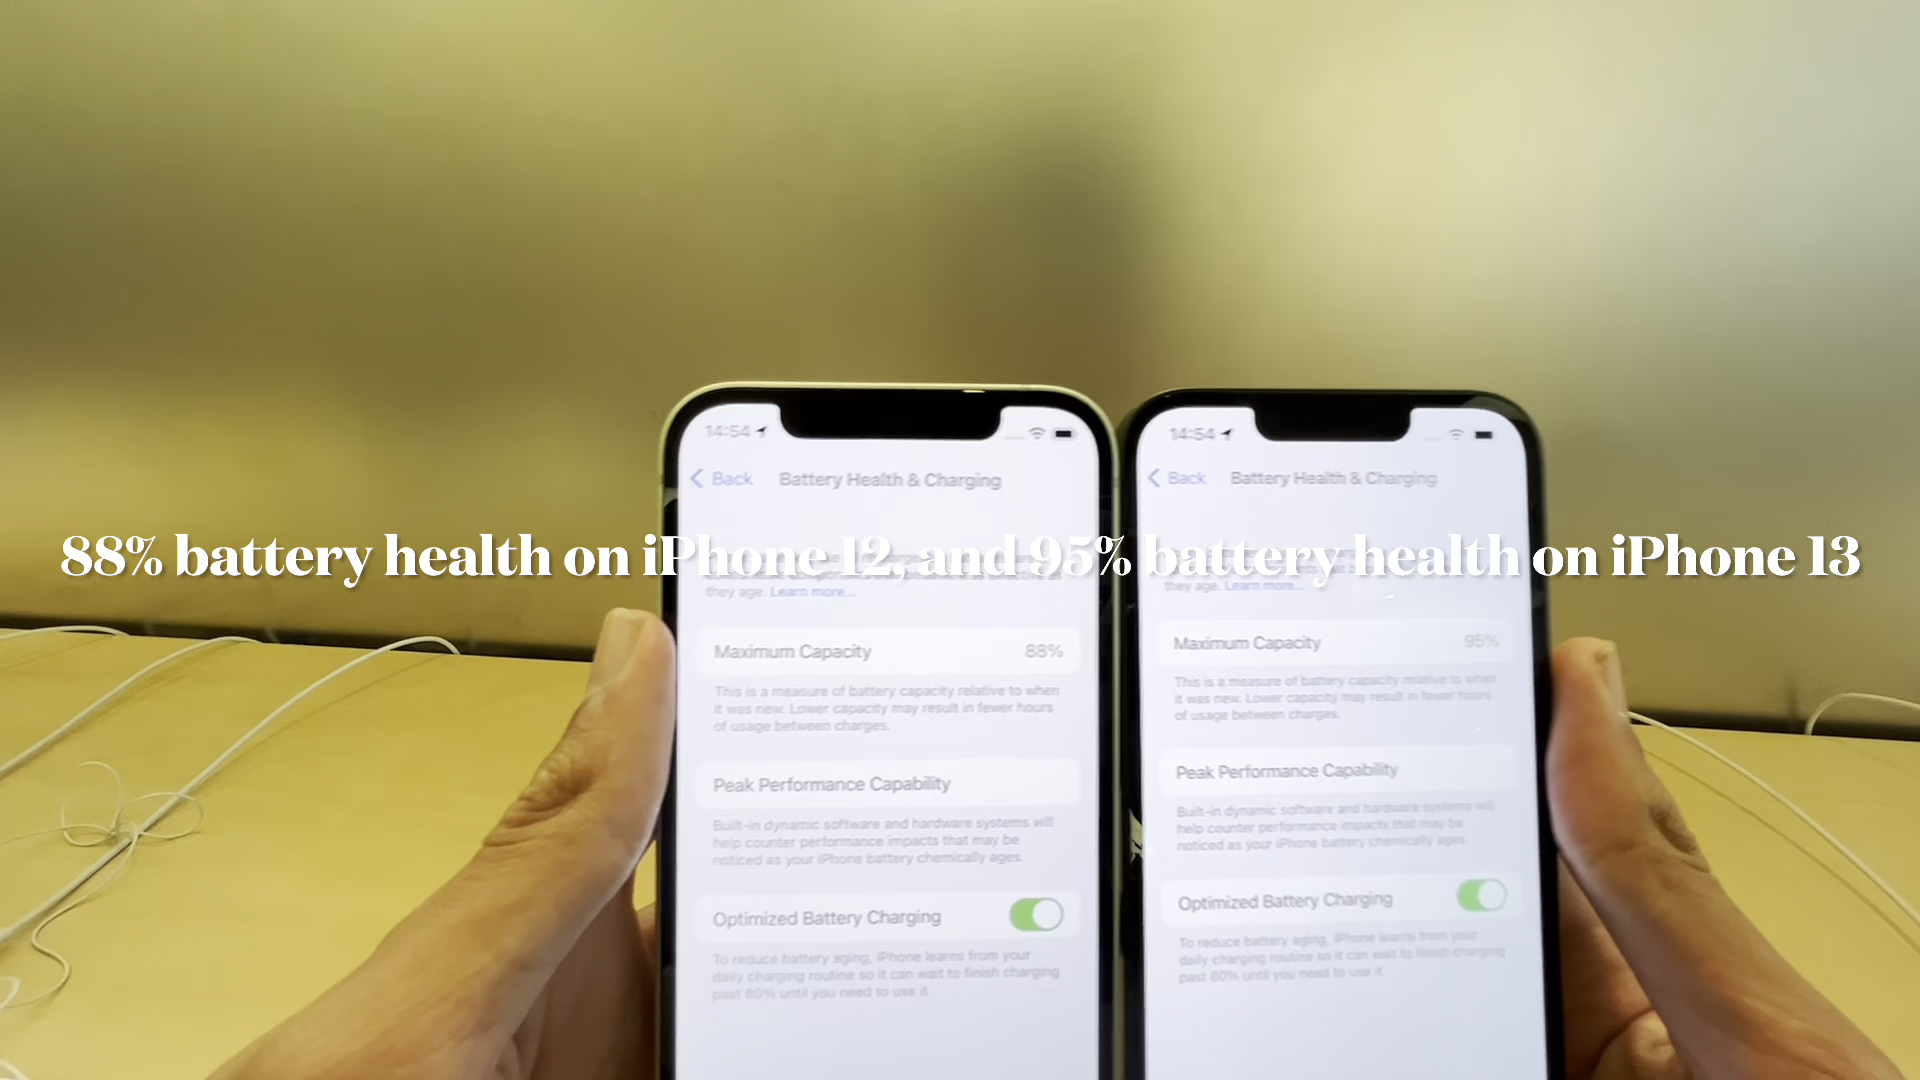 14:54
Back Battery Health & Charging
88% battery health on iPhone 12, and 95% battery health on iPhone 13
they age. Learn more...
Maximum Capacity 88%
This is a measure of battery capacity relative to when
it was new. Lower capacity may result in fewer hours
of usage between charges.
Peak Performance Capability
Built-in dynamic software and hardware systems will
help counter performance impacts that may be
noticed as your iPhone battery chemically ages.
Optimized Battery Charging
To reduce battery aging, iPhone learns from your
daily charging routine so it can wait to finish charging
past 80% until you need to use it.
14:54
Back Battery Health & Charging
they age. Learn more...
Maximum Capacity 95%
This is a measure of battery capacity relative to when
it was new. Lower capacity may result in fewer hours
of usage between charges.
Peak Performance Capability
Built-in dynamic software and hardware systems will
help counter performance impacts that may be
noticed as your iPhone battery chemically ages.
Optimized Battery Charging
To reduce battery aging, iPhone learns from your
daily charging routine so it can wait to finish charging
past 80% until you need to use it.